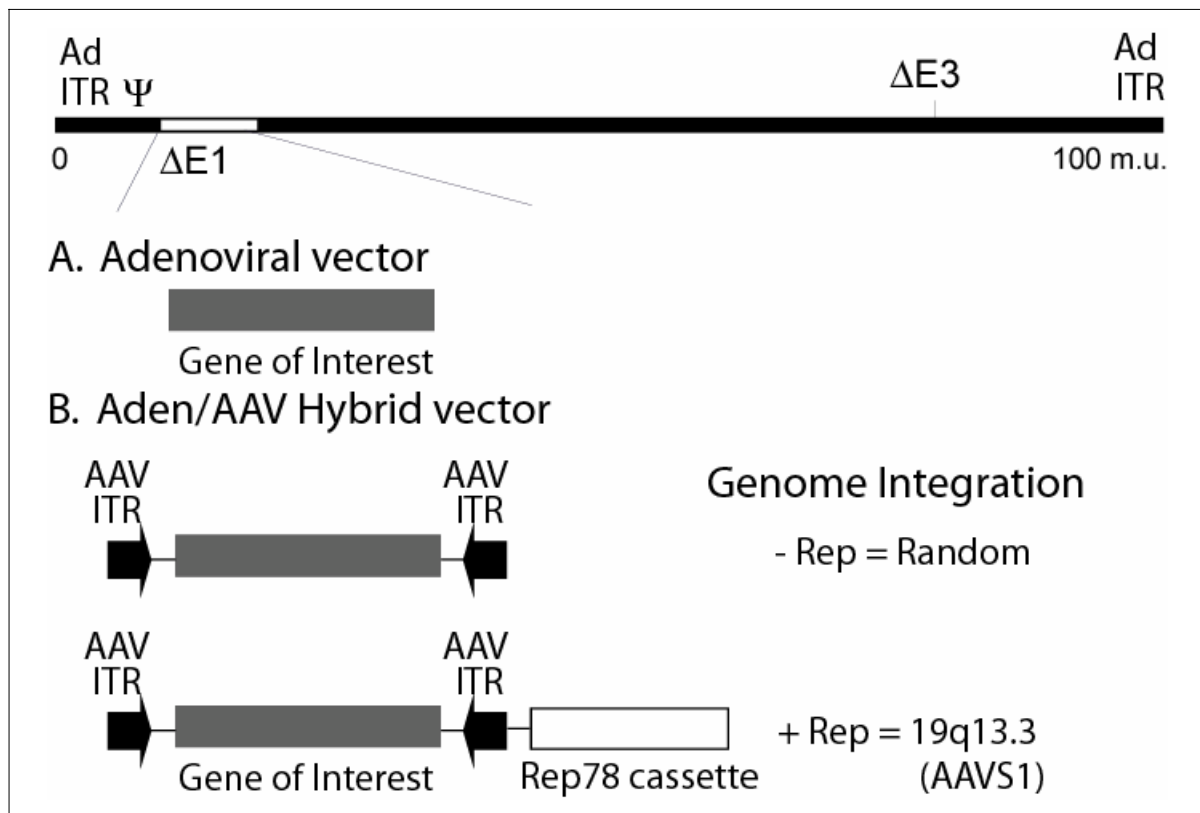 Ad
ITR Ψ
ΔE3
Ad
ITR
0
ΔE1
100 m.u.
A. Adenoviral vector
Gene of Interest
B. Aden/AAV Hybrid vector
AAV
ITR
AAV
ITR
Genome Integration
- Rep = Random
AAV
ITR
AAV
ITR
Gene of Interest
Rep78 cassette
+ Rep = 19q13.3
(AAVS1)